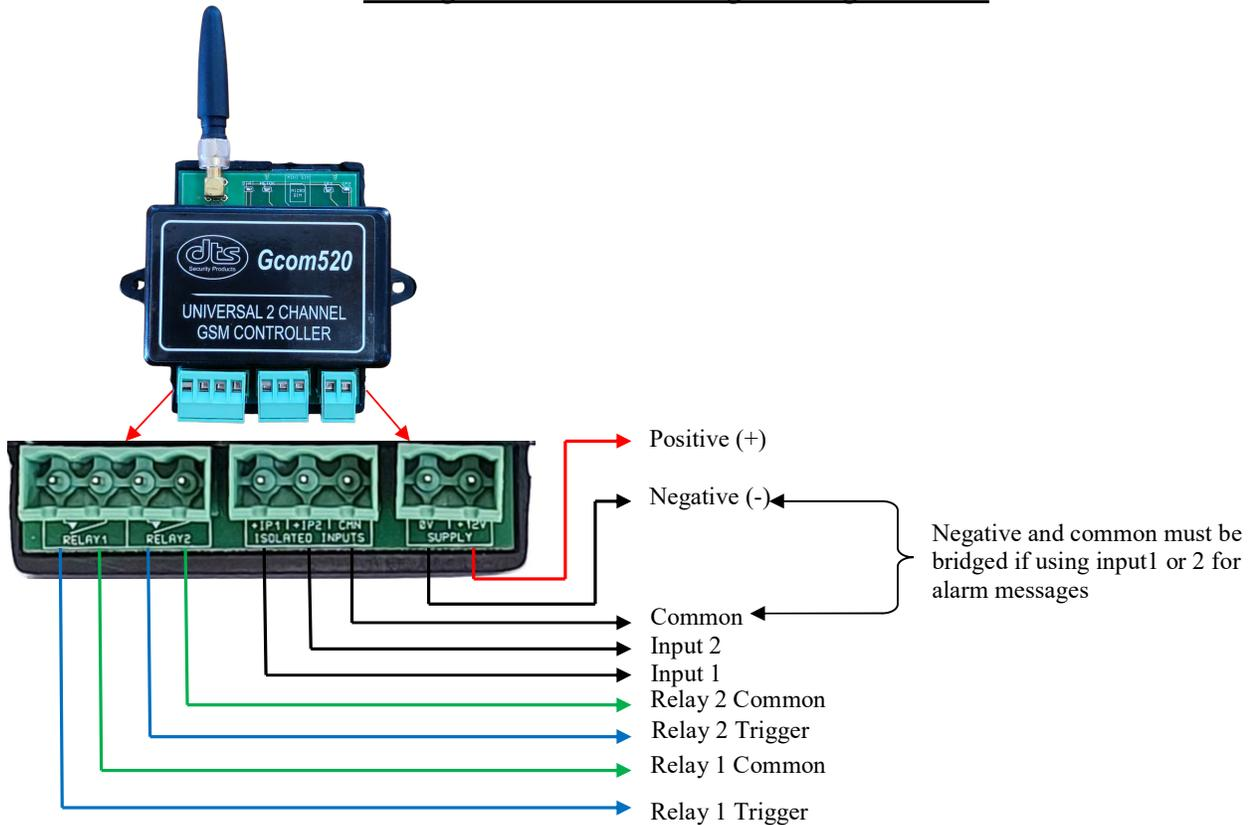 dts
Security Products
Gcom520
UNIVERSAL 2 CHANNEL
GSM CONTROLLER
Positive (+)
Negative (-)
Negative and common must be
bridged if using input1 or 2 for
alarm messages
+IP1 | +IP2 | CMN
ISOLATED INPUTS
0V | +12V
SUPPLY
RELAY1
RELAY2
Common
Input 2
Input 1
Relay 2 Common
Relay 2 Trigger
Relay 1 Common
Relay 1 Trigger